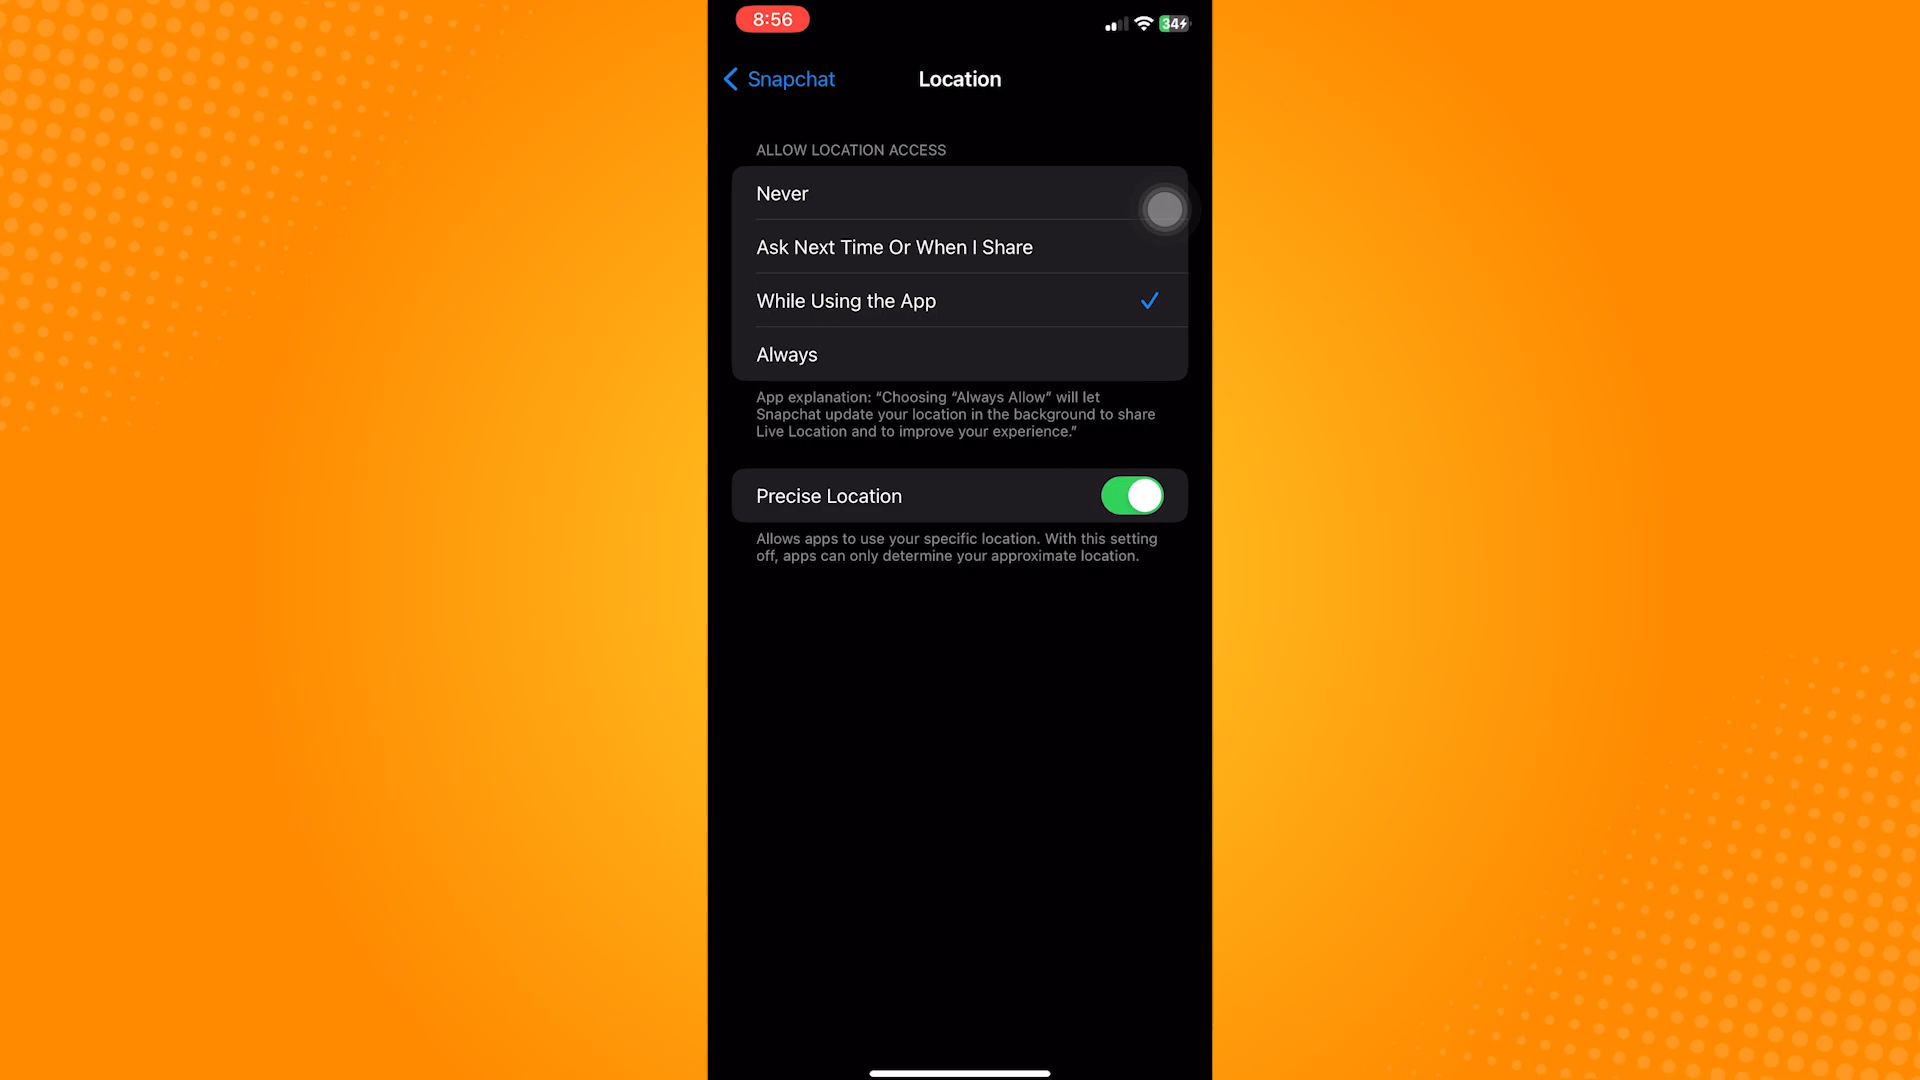 8:56
34
Snapchat
Location
ALLOW LOCATION ACCESS
Never
Ask Next Time Or When I Share
While Using the App
Always
App explanation: “Choosing “Always Allow” will let
Snapchat update your location in the background to share
Live Location and to improve your experience.”
Precise Location
Allows apps to use your specific location. With this setting
off, apps can only determine your approximate location.